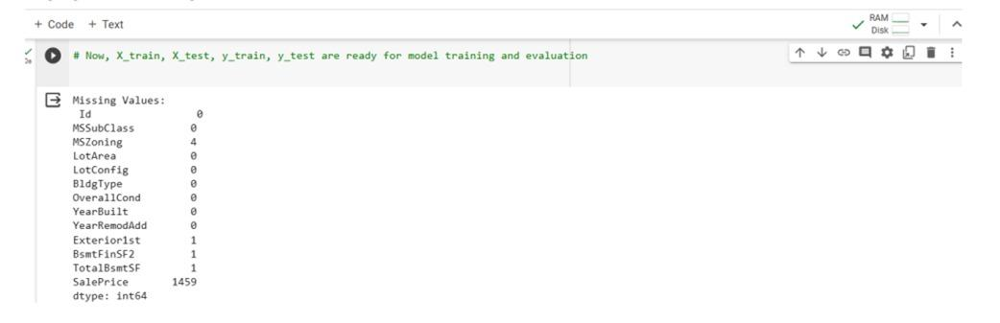 + Code + Text
RAM
Disk
2s
# Now, X_train, X_test, y_train, y_test are ready for model training and evaluation
Missing Values:
Id 0
MSSubClass 0
MSZoning 4
LotArea 0
LotConfig 0
BldgType 0
OverallCond 0
YearBuilt 0
YearRemodAdd 0
Exterior1st 1
BsmtFinSF2 1
TotalBsmtSF 1
SalePrice 1459
dtype: int64